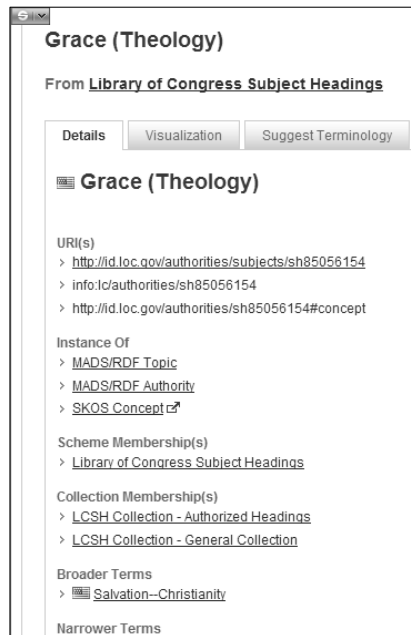 Grace (Theology)
From Library of Congress Subject Headings
Details Visualization Suggest Terminology
Grace (Theology)
URI(s)
> http://id.loc.gov/authorities/subjects/sh85056154
> info:lc/authorities/sh85056154
> http://id.loc.gov/authorities/sh85056154#concept
Instance Of
> MADS/RDF Topic
> MADS/RDF Authority
> SKOS Concept
Scheme Membership(s)
> Library of Congress Subject Headings
Collection Membership(s)
> LCSH Collection - Authorized Headings
> LCSH Collection - General Collection
Broader Terms
> Salvation--Christianity
Narrower Terms